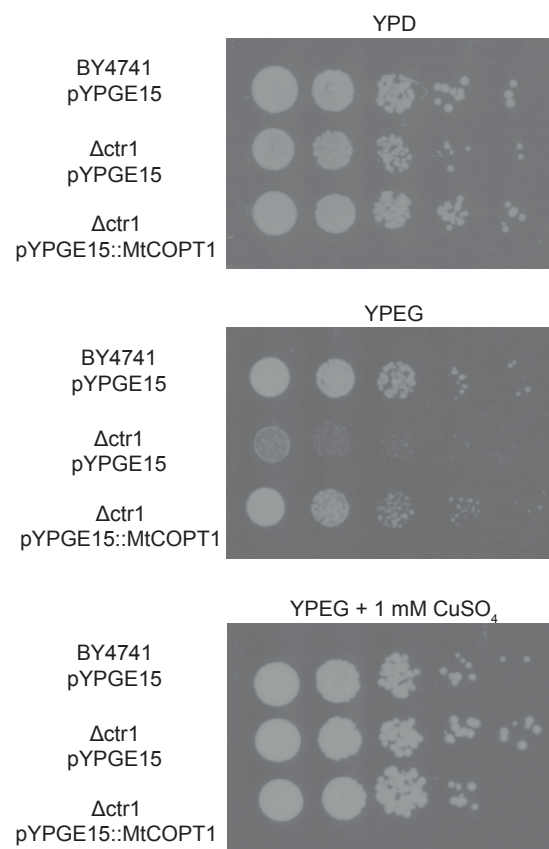 YPD
BY4741
pYPGE15
Δctr1
pYPGE15
Δctr1
pYPGE15::MtCOPT1
YPEG
BY4741
pYPGE15
Δctr1
pYPGE15
Δctr1
pYPGE15::MtCOPT1
YPEG + 1 mM CuSO₄
BY4741
pYPGE15
Δctr1
pYPGE15
Δctr1
pYPGE15::MtCOPT1